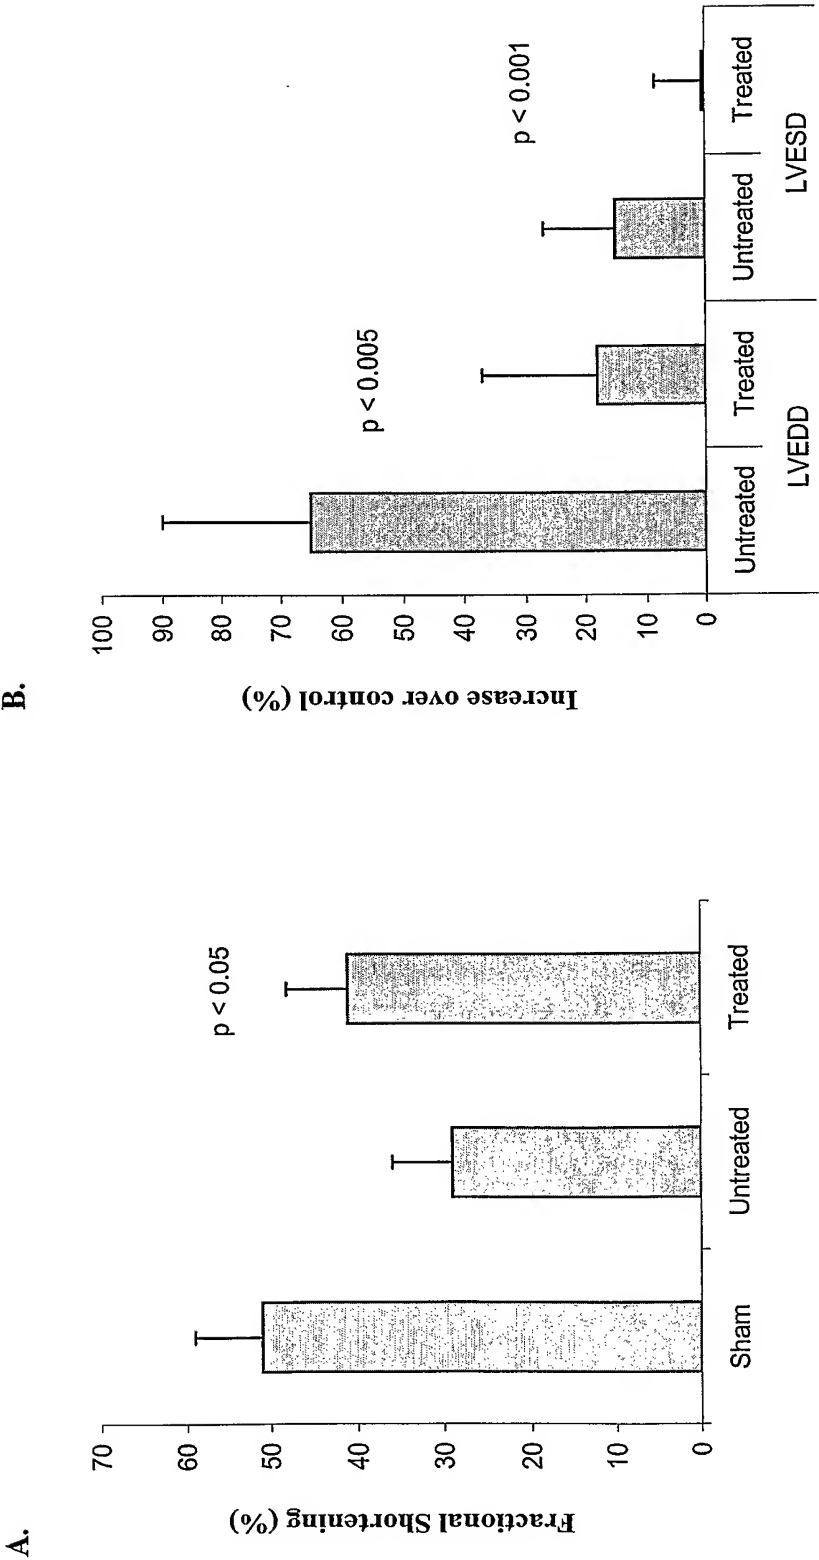 A.
Fractional Shortening (%)
70
60
50
40
30
20
10
0
p < 0.05
Sham
Untreated
Treated
B.
Increase over control (%)
100
90
80
70
60
50
40
30
20
10
0
p < 0.005
p < 0.001
Untreated
Treated
Untreated
Treated
LVEDD
LVESD